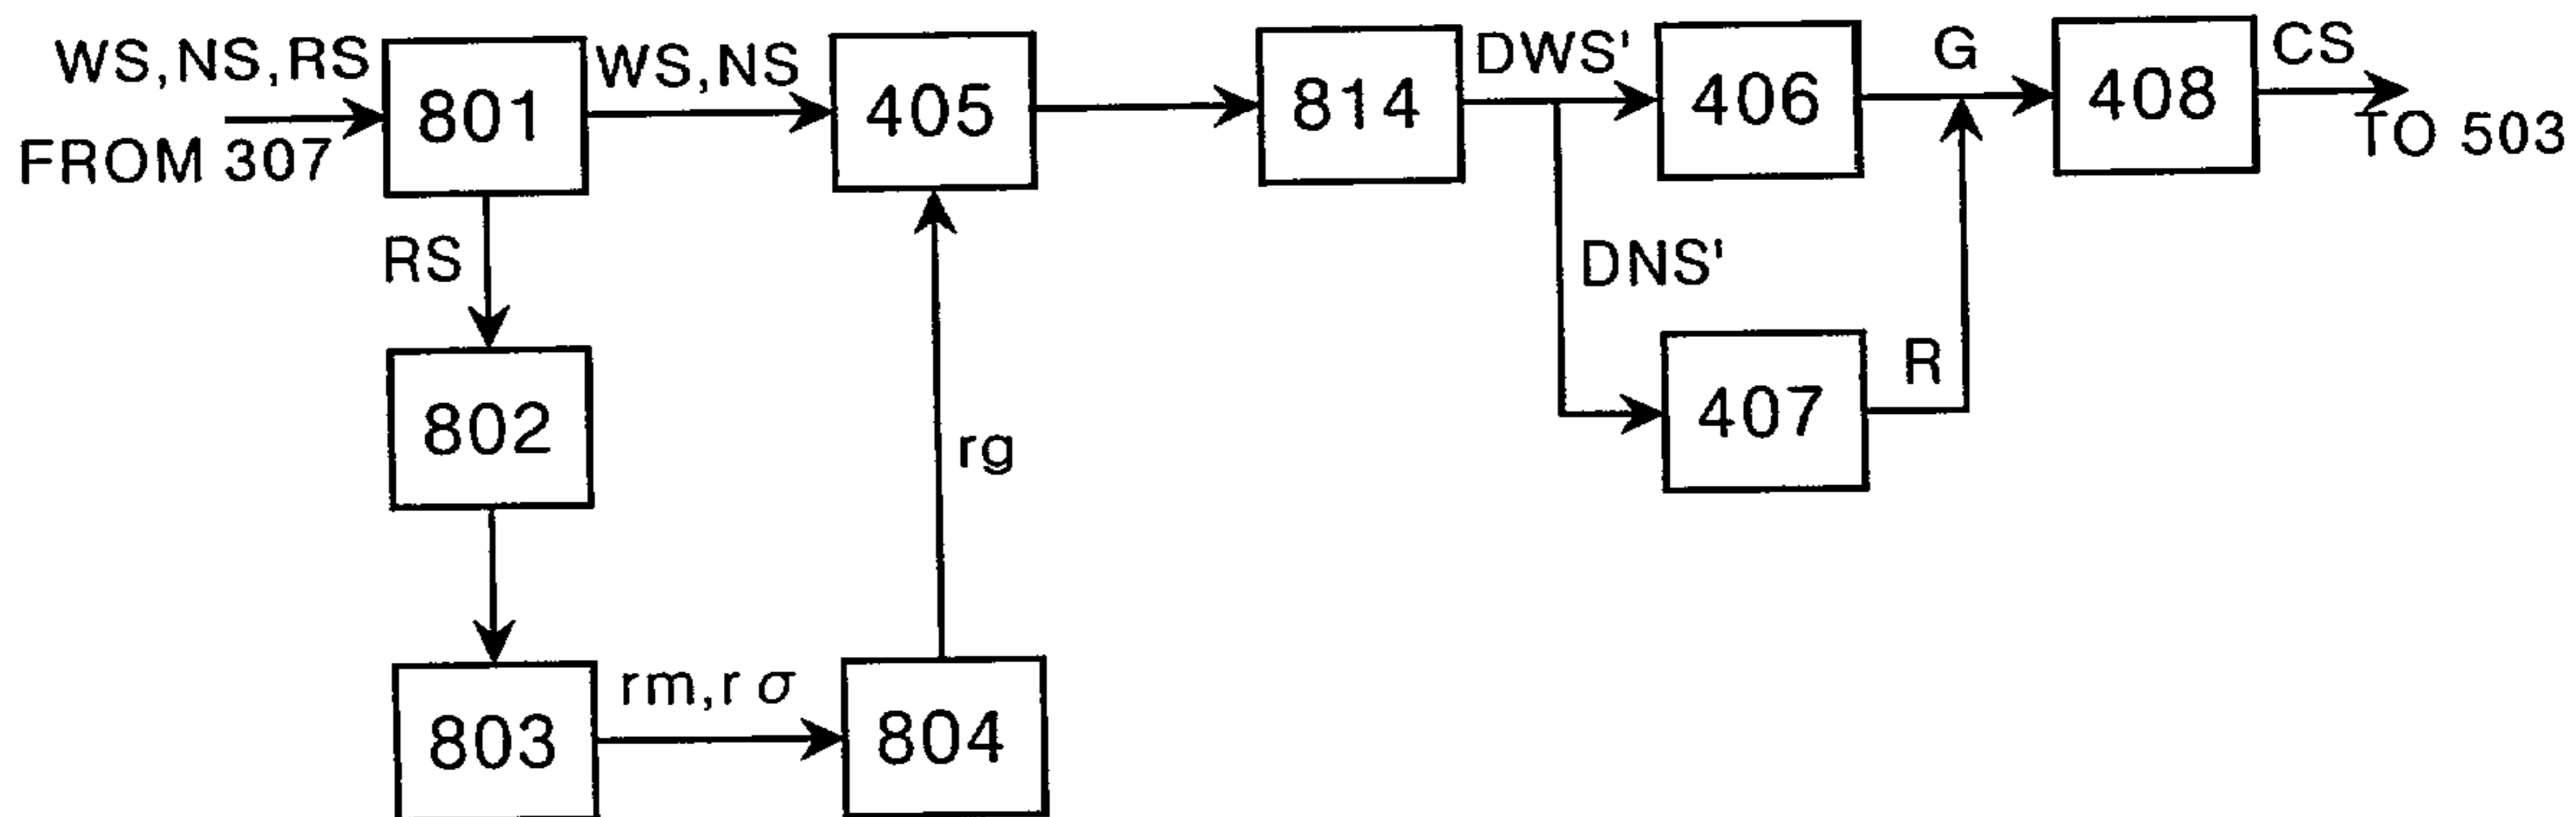 WS,NS,RS
FROM 307
801
WS,NS
405
814
DWS'
406
G
408
CS
TO 503
RS
DNS'
802
rg
407
R
803
rm,r σ
804